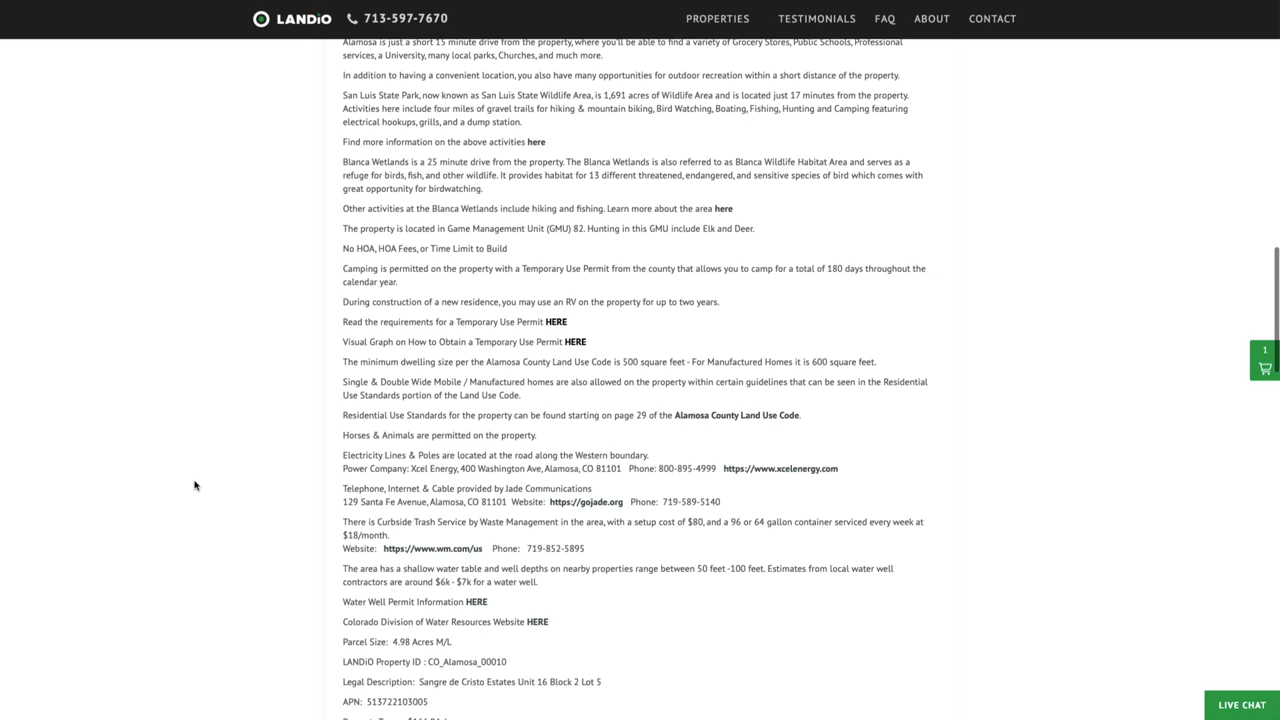 LANDiO 713-597-7670 PROPERTIES TESTIMONIALS FAQ ABOUT CONTACT
Alamosa is just a short 15 minute drive from the property, where you'll be able to find a variety of Grocery Stores, Public Schools, Professional
services, a University, many local parks, Churches, and much more.
In addition to having a convenient location, you also have many opportunities for outdoor recreation within a short distance of the property.
San Luis State Park, now known as San Luis State Wildlife Area, is 1,691 acres of Wildlife Area and is located just 17 minutes from the property.
Activities here include four miles of gravel trails for hiking & mountain biking, Bird Watching, Boating, Fishing, Hunting and Camping featuring
electrical hookups, grills, and a dump station.
Find more information on the above activities here
Blanca Wetlands is a 25 minute drive from the property. The Blanca Wetlands is also referred to as Blanca Wildlife Habitat Area and serves as a
refuge for birds, fish, and other wildlife. It provides habitat for 13 different threatened, endangered, and sensitive species of bird which comes with
great opportunity for birdwatching.
Other activities at the Blanca Wetlands include hiking and fishing. Learn more about the area here
The property is located in Game Management Unit (GMU) 82. Hunting in this GMU include Elk and Deer.
No HOA, HOA Fees, or Time Limit to Build
Camping is permitted on the property with a Temporary Use Permit from the county that allows you to camp for a total of 180 days throughout the
calendar year.
During construction of a new residence, you may use an RV on the property for up to two years.
Read the requirements for a Temporary Use Permit HERE
Visual Graph on How to Obtain a Temporary Use Permit HERE
1
The minimum dwelling size per the Alamosa County Land Use Code is 500 square feet - For Manufactured Homes it is 600 square feet.
Single & Double Wide Mobile / Manufactured homes are also allowed on the property within certain guidelines that can be seen in the Residential
Use Standards portion of the Land Use Code.
Residential Use Standards for the property can be found starting on page 29 of the Alamosa County Land Use Code.
Horses & Animals are permitted on the property.
Electricity Lines & Poles are located at the road along the Western boundary.
Power Company: Xcel Energy, 400 Washington Ave, Alamosa, CO 81101 Phone: 800-895-4999 https://www.xcelenergy.com
Telephone, Internet & Cable provided by Jade Communications
129 Santa Fe Avenue, Alamosa, CO 81101 Website: https://gojade.org Phone: 719-589-5140
There is Curbside Trash Service by Waste Management in the area, with a setup cost of $80, and a 96 or 64 gallon container serviced every week at
$18/month.
Website: https://www.wm.com/us Phone: 719-852-5895
The area has a shallow water table and well depths on nearby properties range between 50 feet -100 feet. Estimates from local water well
contractors are around $6k - $7k for a water well.
Water Well Permit Information HERE
Colorado Division of Water Resources Website HERE
Parcel Size: 4.98 Acres M/L
LANDiO Property ID : CO_Alamosa_00010
Legal Description: Sangre de Cristo Estates Unit 16 Block 2 Lot 5
APN: 513722103005
LIVE CHAT